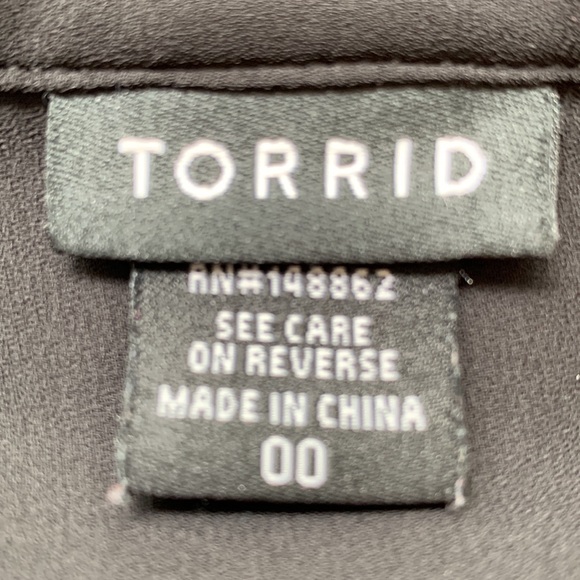 TORRID
RN#148862
SEE CARE
ON REVERSE
MADE IN CHINA
00